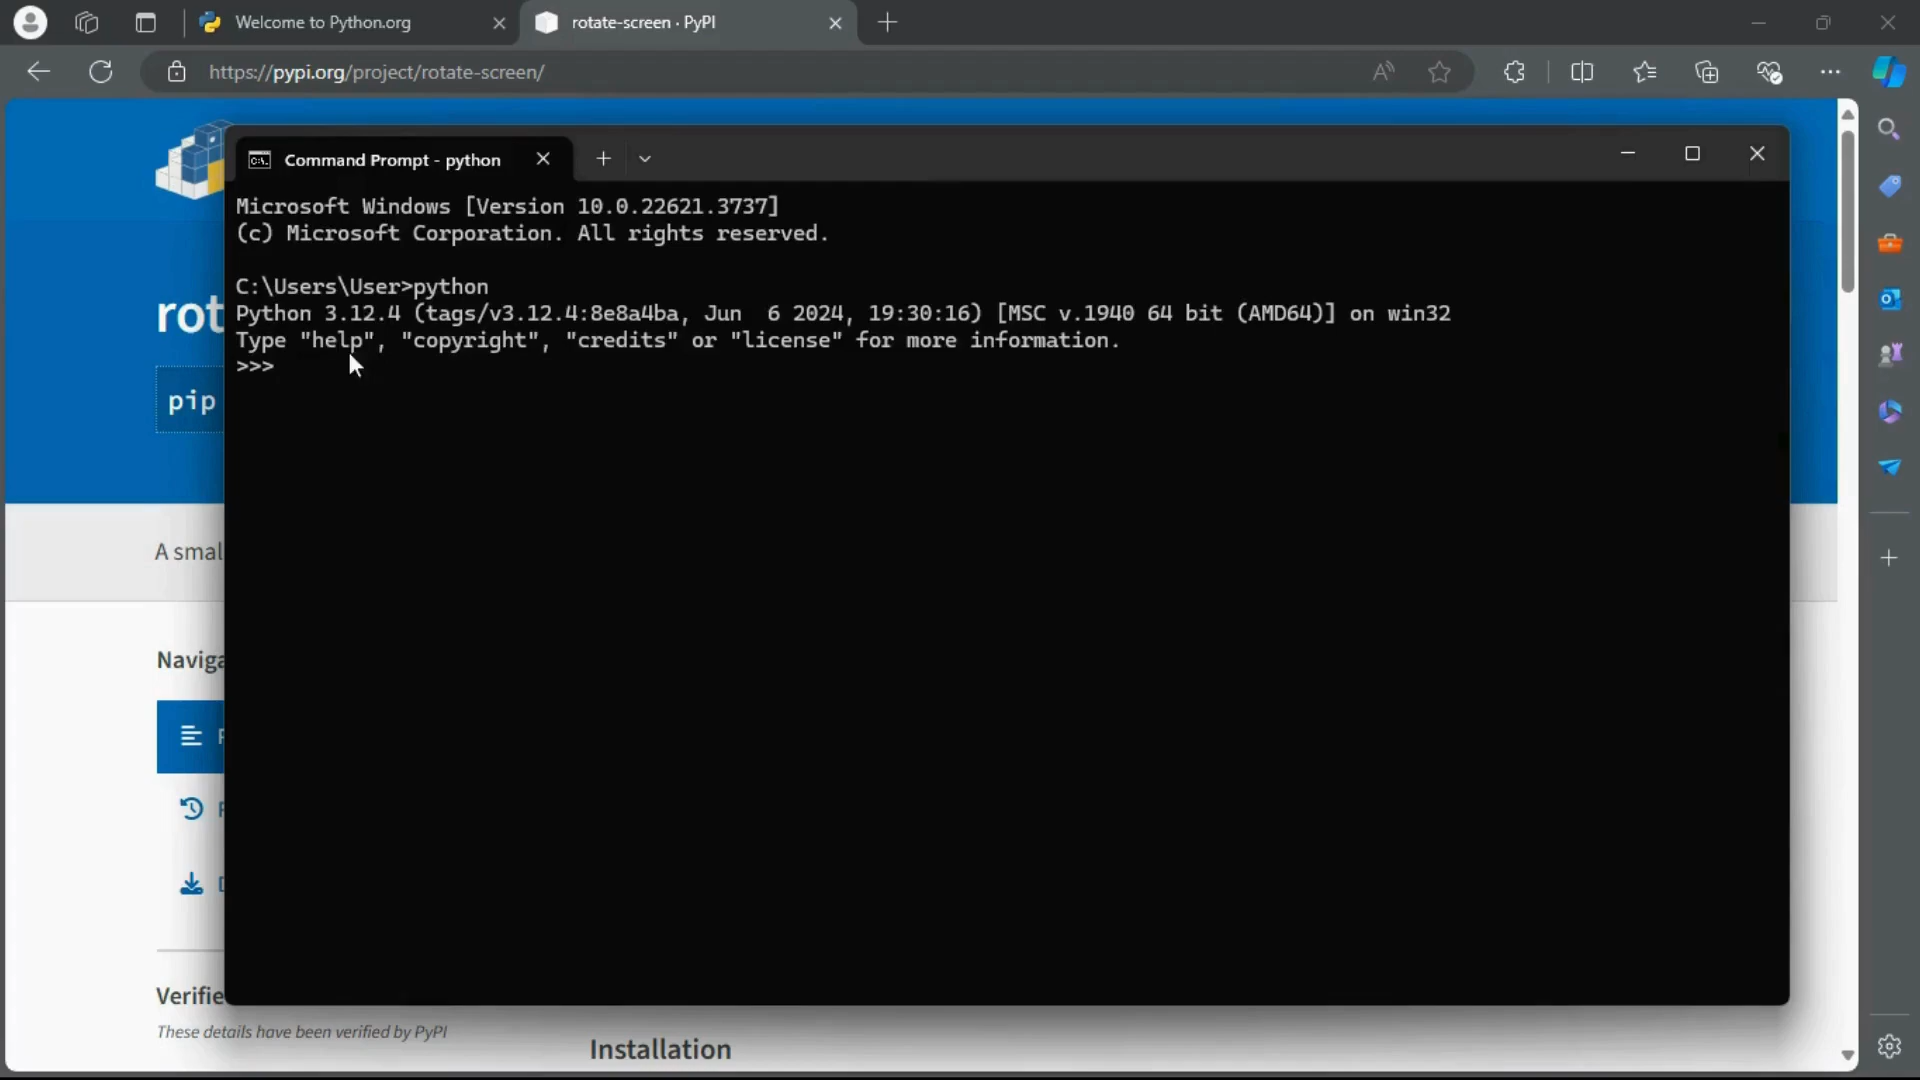 Welcome to Python.org
rotate-screen · PyPI
https://pypi.org/project/rotate-screen/
Command Prompt - python
Microsoft Windows [Version 10.0.22621.3737]
(c) Microsoft Corporation. All rights reserved.
C:\Users\User>python
Python 3.12.4 (tags/v3.12.4:8e8a4ba, Jun  6 2024, 19:30:16) [MSC v.1940 64 bit (AMD64)] on win32
Type "help", "copyright", "credits" or "license" for more information.
>>>
rot
pip
A smal
Naviga
Verifie
These details have been verified by PyPI
Installation